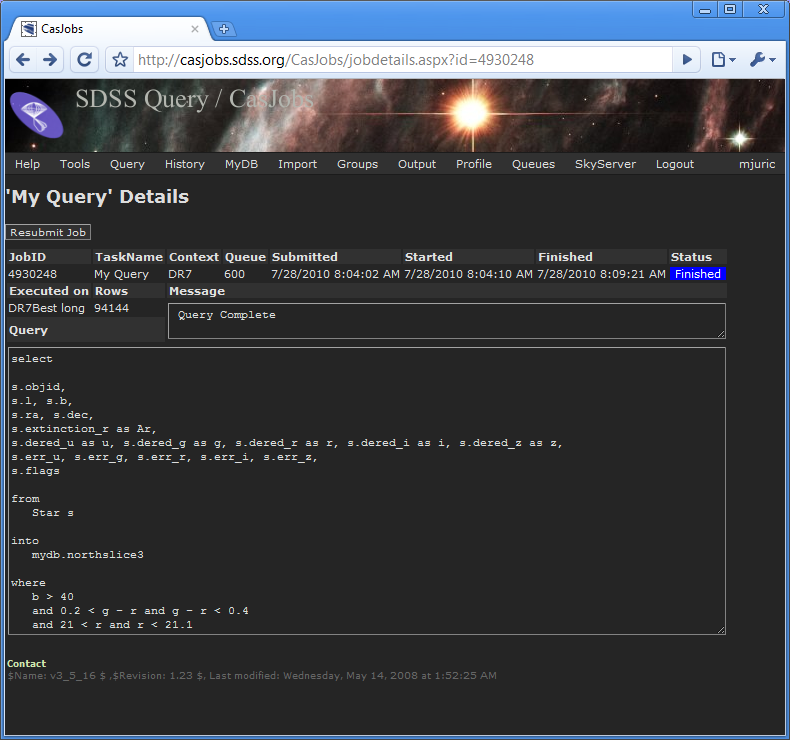 CasJobs
http://casjobs.sdss.org/CasJobs/jobdetails.aspx?id=4930248
SDSS Query / CasJobs
Help Tools Query History MyDB Import Groups Output Profile Queues SkyServer Logout mjuric
'My Query' Details
Resubmit Job
JobID TaskName Context Queue Submitted Started Finished Status
4930248 My Query DR7 600 7/28/2010 8:04:02 AM 7/28/2010 8:04:10 AM 7/28/2010 8:09:21 AM Finished
Executed on Rows Message
DR7Best long 94144 Query Complete
Query
select
s.objid,
s.l, s.b,
s.ra, s.dec,
s.extinction_r as Ar,
s.dered_u as u, s.dered_g as g, s.dered_r as r, s.dered_i as i, s.dered_z as z,
s.err_u, s.err_g, s.err_r, s.err_i, s.err_z,
s.flags
from
Star s
into
mydb.northslice3
where
b > 40
and 0.2 < g - r and g - r < 0.4
and 21 < r and r < 21.1
Contact
$Name: v3_5_16 $ ,$Revision: 1.23 $, Last modified: Wednesday, May 14, 2008 at 1:52:25 AM